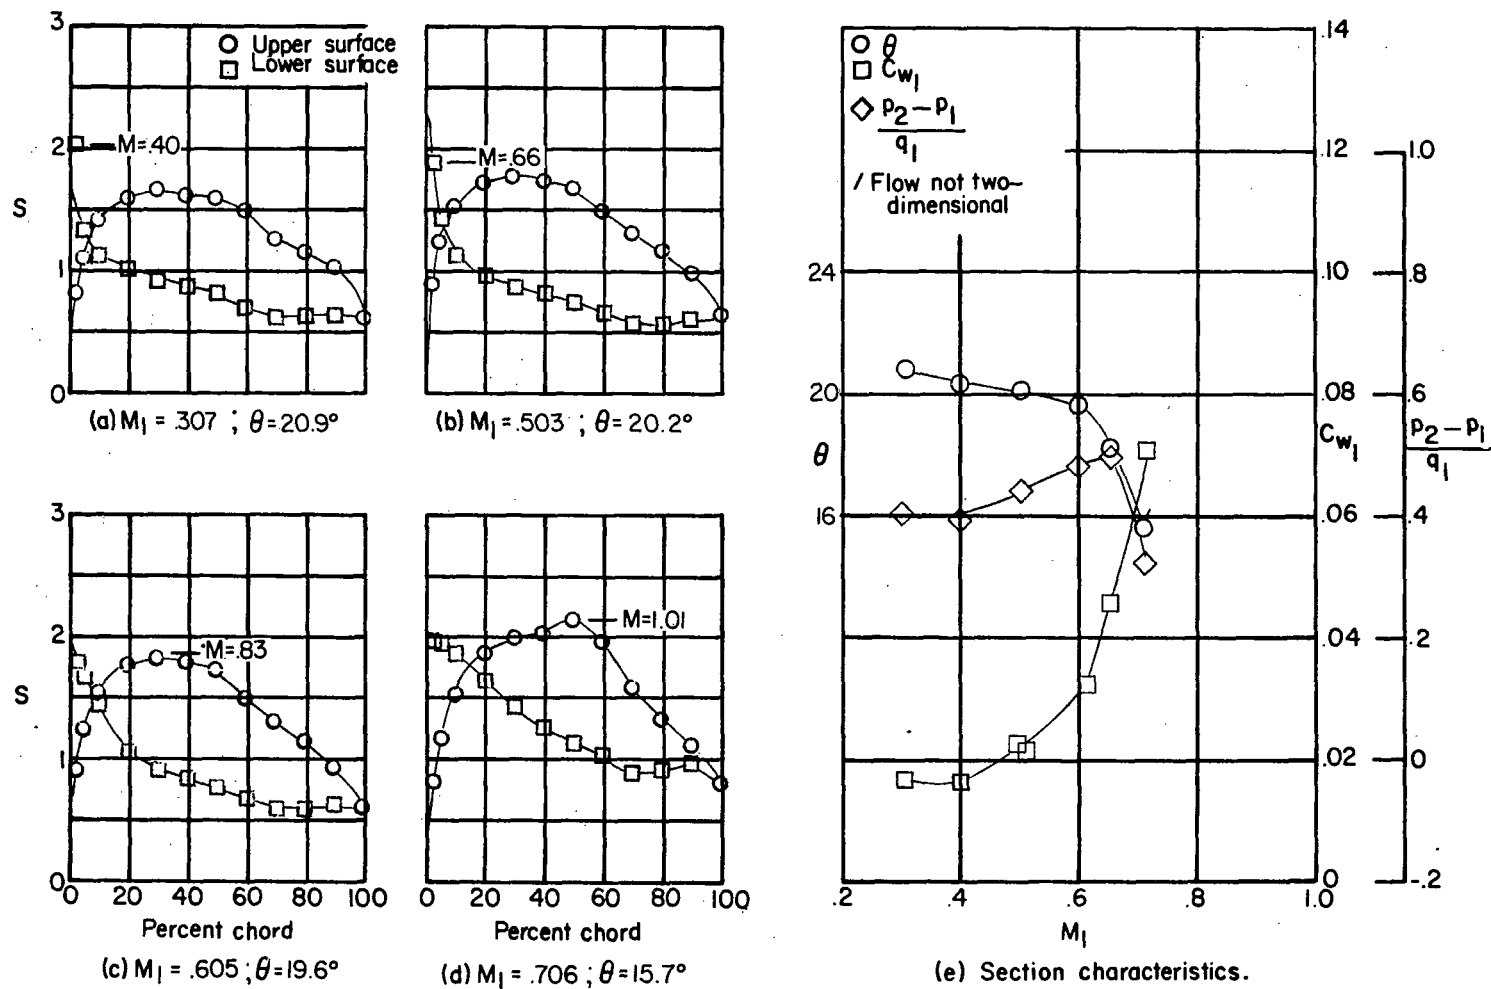 3
2
S
1
0
○ Upper surface
□ Lower surface
M=.40
(a) M₁ = .307 ; θ=20.9°
M=.66
(b) M₁=.503 ; θ=20.2°
3
2
S
1
0
M=.83
0 20 40 60 80 100
Percent chord
(c) M₁ = .605 ; θ=19.6°
M=1.01
0 20 40 60 80 100
Percent chord
(d) M₁ = .706 ; θ=15.7°
○ θ
□ Cw₁
◇ p₂–p₁
q₁
/ Flow not two–
dimensional
24
20
θ
16
.14
.12
.10
.08
Cw₁
.06
.04
.02
0
1.0
.8
.6
p₂–p₁
q₁
.4
.2
0
-.2
.2 .4 .6 .8 1.0
M₁
(e) Section characteristics.